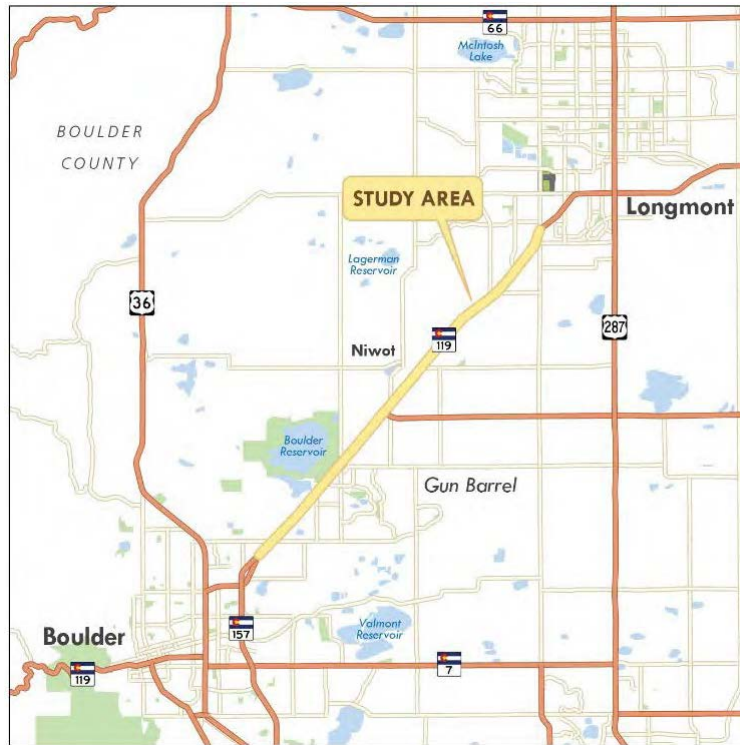 66
McIntosh
Lake
BOULDER
COUNTY
STUDY AREA
Longmont
Lagerman
Reservoir
36
287
119
Niwot
Boulder
Reservoir
Gun Barrel
157
Valmont
Reservoir
Boulder
119
7